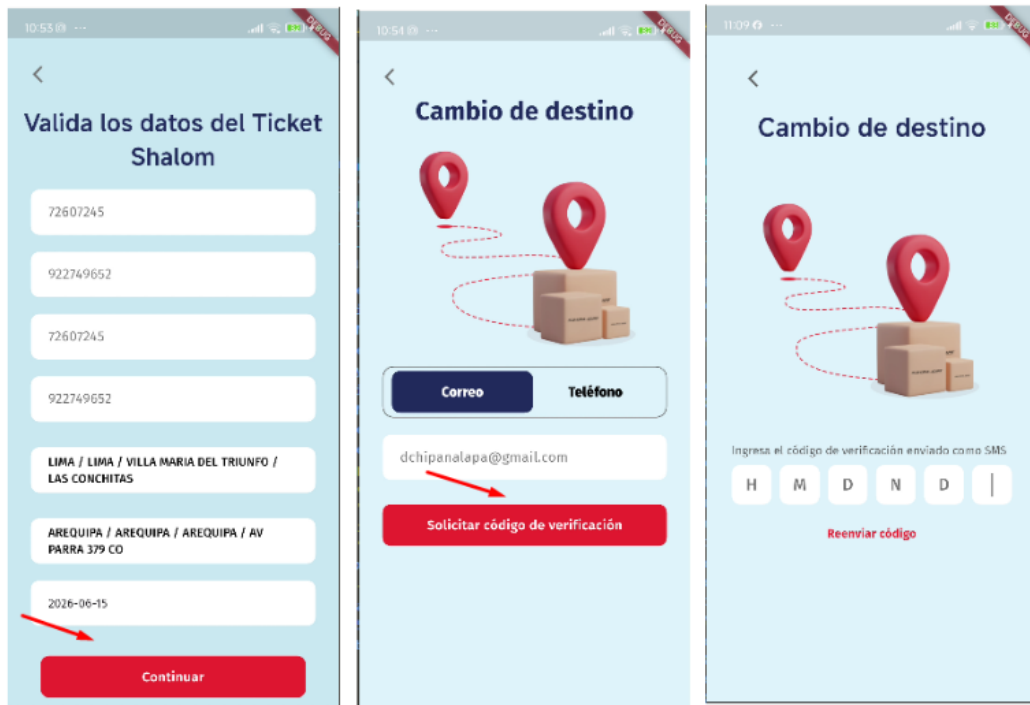 10:53
DEBUG
Valida los datos del Ticket
Shalom
72607245
922749652
72607245
922749652
LIMA / LIMA / VILLA MARIA DEL TRIUNFO /
LAS CONCHITAS
AREQUIPA / AREQUIPA / AREQUIPA / AV
PARRA 379 CO
2026-06-15
Continuar
10:54
DEBUG
Cambio de destino
Correo
Teléfono
dchipanalapa@gmail.com
Solicitar código de verificación
11:09
DEBUG
Cambio de destino
Ingresa el código de verificación enviado como SMS
H M D N D
Reenviar código